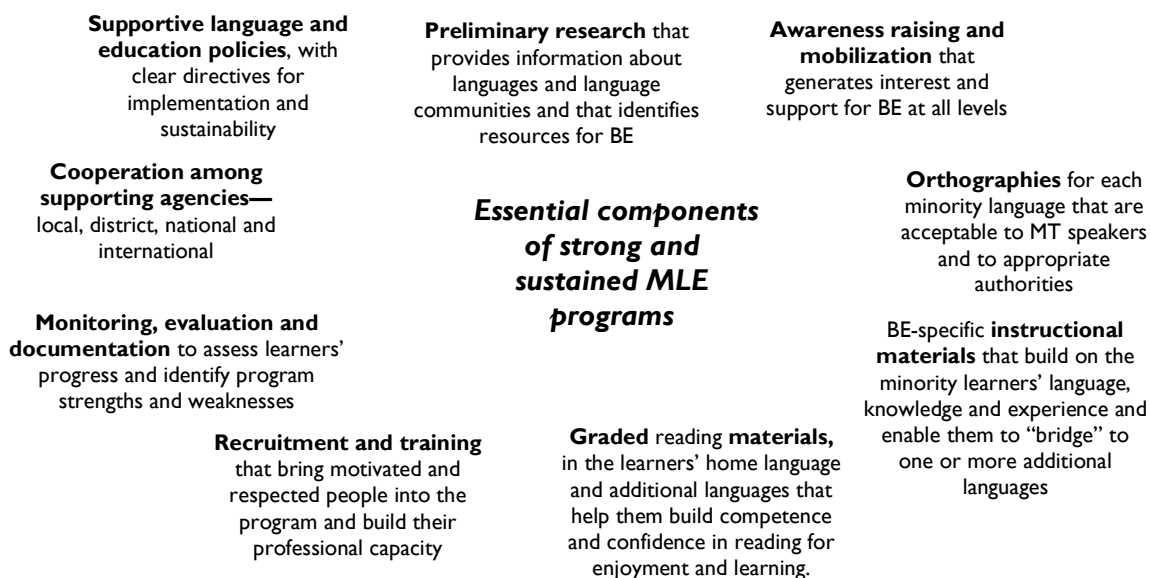 Supportive language and
education policies, with
clear directives for
implementation and
sustainability
Preliminary research that
provides information about
languages and language
communities and that identifies
resources for BE
Awareness raising and
mobilization that
generates interest and
support for BE at all levels
Cooperation among
supporting agencies—
local, district, national and
international
Essential components
of strong and
sustained MLE
programs
Orthographies for each
minority language that are
acceptable to MT speakers
and to appropriate
authorities
Monitoring, evaluation and
documentation to assess learners’
progress and identify program
strengths and weaknesses
BE-specific instructional
materials that build on the
minority learners’ language,
knowledge and experience and
enable them to “bridge” to
one or more additional
languages
Recruitment and training
that bring motivated and
respected people into the
program and build their
professional capacity
Graded reading materials,
in the learners’ home language
and additional languages that
help them build competence
and confidence in reading for
enjoyment and learning.